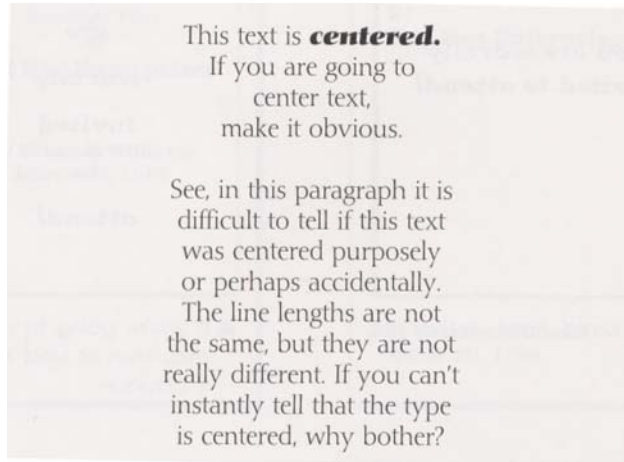 This text is centered.
If you are going to
center text,
make it obvious.
See, in this paragraph it is
difficult to tell if this text
was centered purposely
or perhaps accidentally.
The line lengths are not
the same, but they are not
really different. If you can't
instantly tell that the type
is centered, why bother?